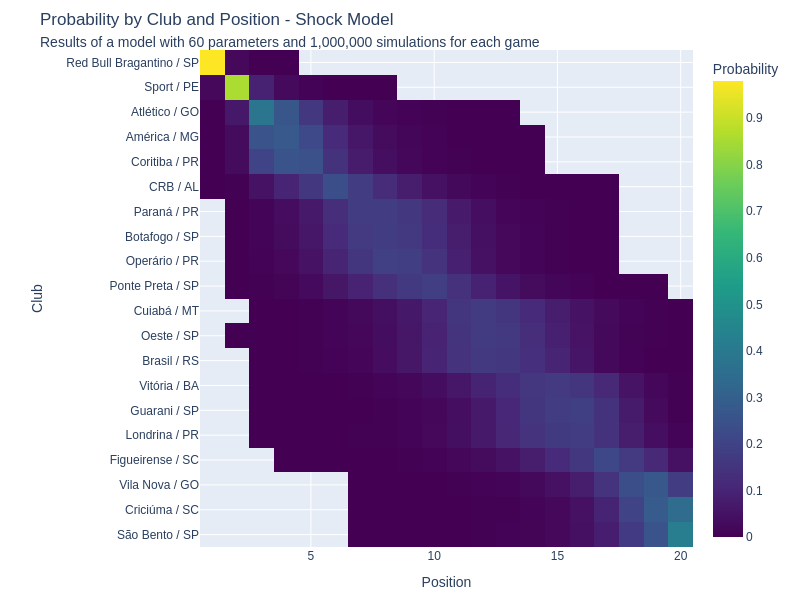 Probability by Club and Position - Shock Model
Results of a model with 60 parameters and 1,000,000 simulations for each game
Probability
Club
Red Bull Bragantino / SP
Sport / PE
Atlético / GO
América / MG
Coritiba / PR
CRB / AL
Paraná / PR
Botafogo / SP
Operário / PR
Ponte Preta / SP
Cuiabá / MT
Oeste / SP
Brasil / RS
Vitória / BA
Guarani / SP
Londrina / PR
Figueirense / SC
Vila Nova / GO
Criciúma / SC
São Bento / SP
5
10
15
20
Position
0.9
0.8
0.7
0.6
0.5
0.4
0.3
0.2
0.1
0